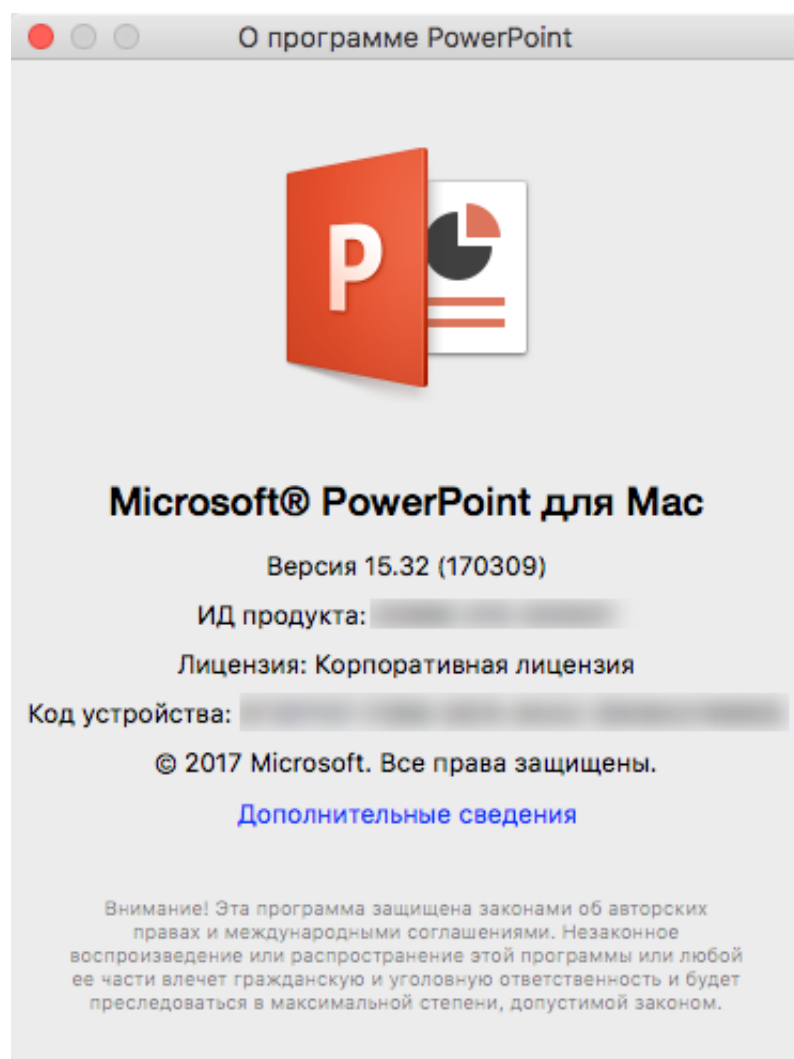 О программе PowerPoint
P
Microsoft® PowerPoint для Mac
Версия 15.32 (170309)
ИД продукта:
Лицензия: Корпоративная лицензия
Код устройства:
© 2017 Microsoft. Все права защищены.
Дополнительные сведения
Внимание! Эта программа защищена законами об авторских
правах и международными соглашениями. Незаконное
воспроизведение или распространение этой программы или любой
ее части влечет гражданскую и уголовную ответственность и будет
преследоваться в максимальной степени, допустимой законом.